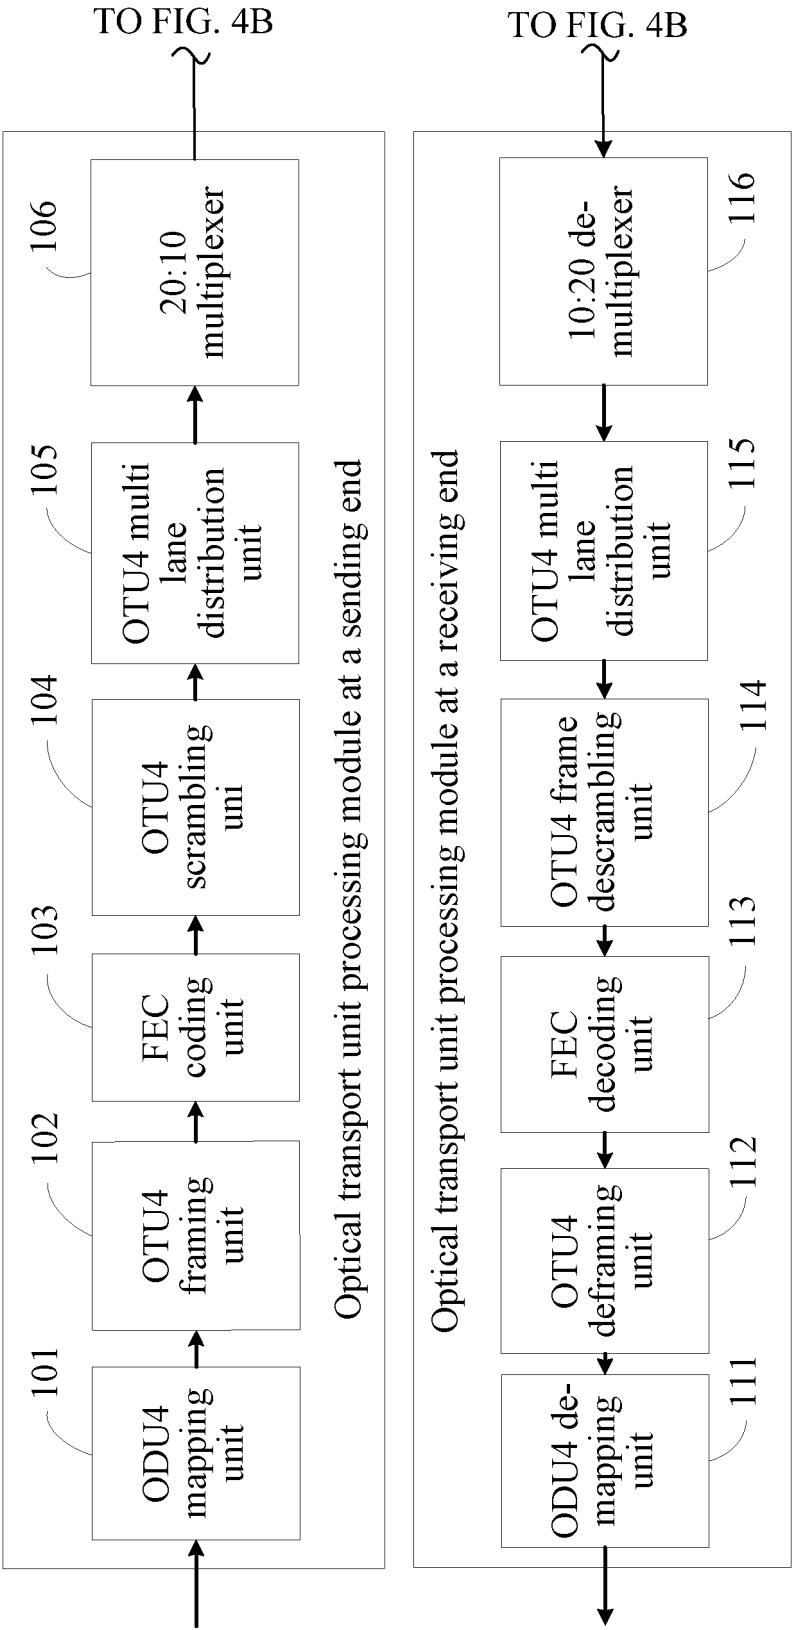 101
102
103
104
105
106
ODU4
mapping
unit
OTU4
framing
unit
FEC
coding
unit
OTU4
scrambling
uni
OTU4 multi
lane
distribution
unit
20:10
multiplexer
TO FIG. 4B
Optical transport unit processing module at a sending end
Optical transport unit processing module at a receiving end
ODU4 de-
mapping
unit
OTU4
deframing
unit
FEC
decoding
unit
OTU4 frame
descrambling
unit
OTU4 multi
lane
distribution
unit
10:20 de-
multiplexer
TO FIG. 4B
111
112
113
114
115
116